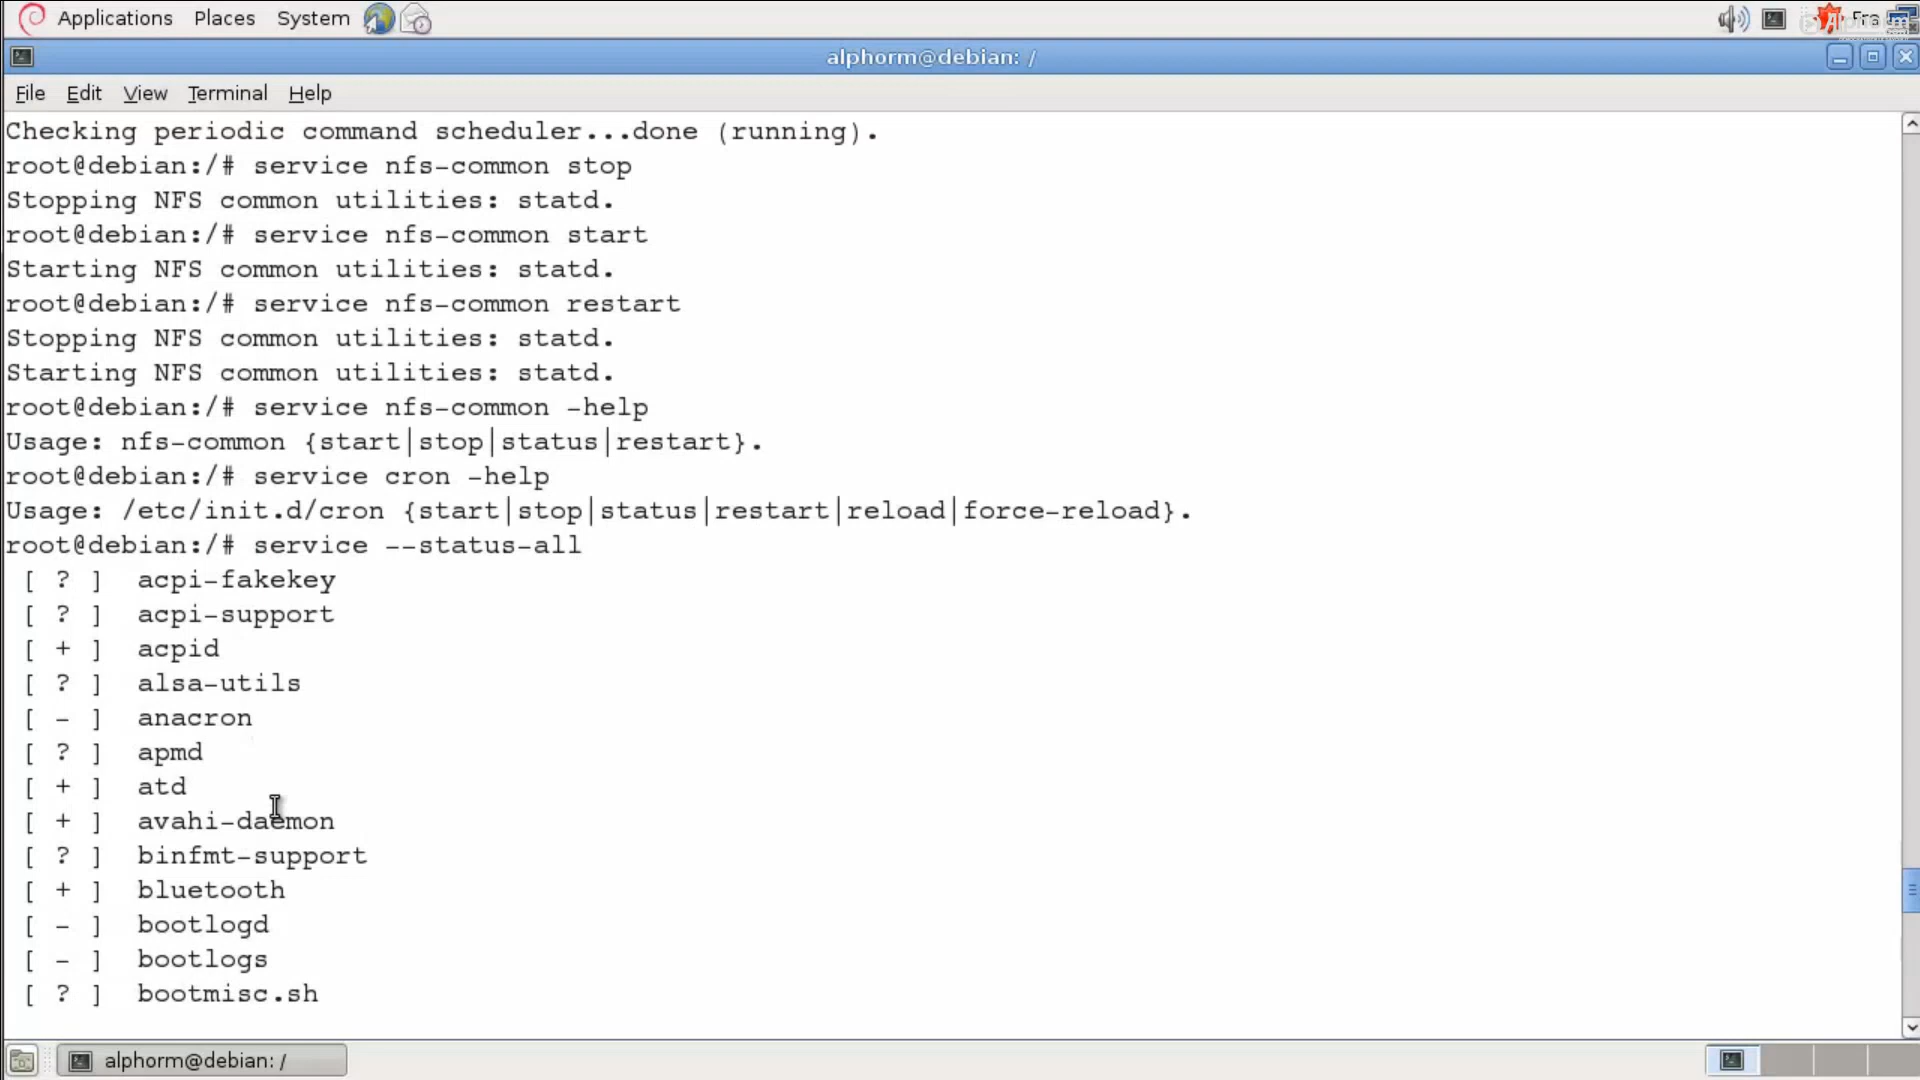 Applications Places System Fra
alphorm@debian: /
File Edit View Terminal Help
Checking periodic command scheduler...done (running).
root@debian:/# service nfs-common stop
Stopping NFS common utilities: statd.
root@debian:/# service nfs-common start
Starting NFS common utilities: statd.
root@debian:/# service nfs-common restart
Stopping NFS common utilities: statd.
Starting NFS common utilities: statd.
root@debian:/# service nfs-common -help
Usage: nfs-common {start|stop|status|restart}.
root@debian:/# service cron -help
Usage: /etc/init.d/cron {start|stop|status|restart|reload|force-reload}.
root@debian:/# service --status-all
[ ? ] acpi-fakekey
[ ? ] acpi-support
[ + ] acpid
[ ? ] alsa-utils
[ - ] anacron
[ ? ] apmd
[ + ] atd
[ + ] avahi-daemon
[ ? ] binfmt-support
[ + ] bluetooth
[ - ] bootlogd
[ - ] bootlogs
[ ? ] bootmisc.sh
alphorm@debian: /